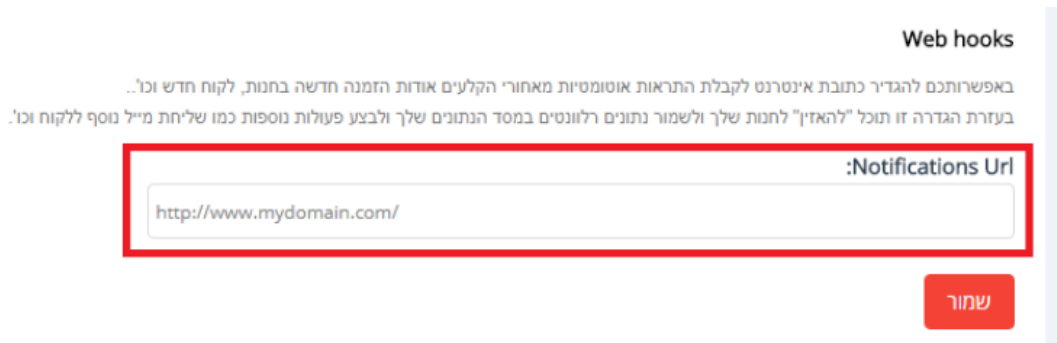 Web hooks
באפשרותכם להגדיר כתובת אינטרנט לקבלת התראות אוטומטיות מאחורי הקלעים אודות הזמנה חדשה בחנות, לקוח חדש וכו'..
בעזרת הגדרה זו תוכל "להאזין" לחנות שלך ולשמור נתונים רלוונטים במסד הנתונים שלך ולבצע פעולות נוספות כמו שליחת מייל נוסף ללקוח וכו'.
Notifications Url:
http://www.mydomain.com/
שמור